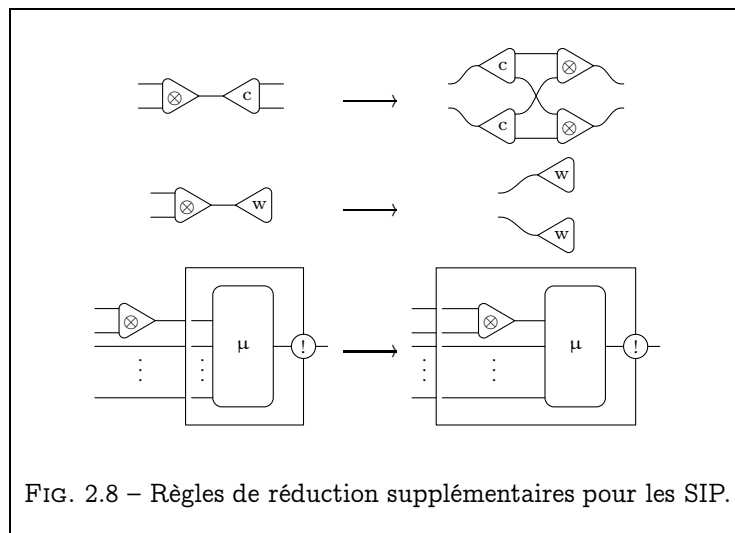 ⊗ c c ⊗
c ⊗
⊗ w w
w
⊗ μ ! ⊗ μ !
FIG. 2.8 – Règles de réduction supplémentaires pour les SIP.